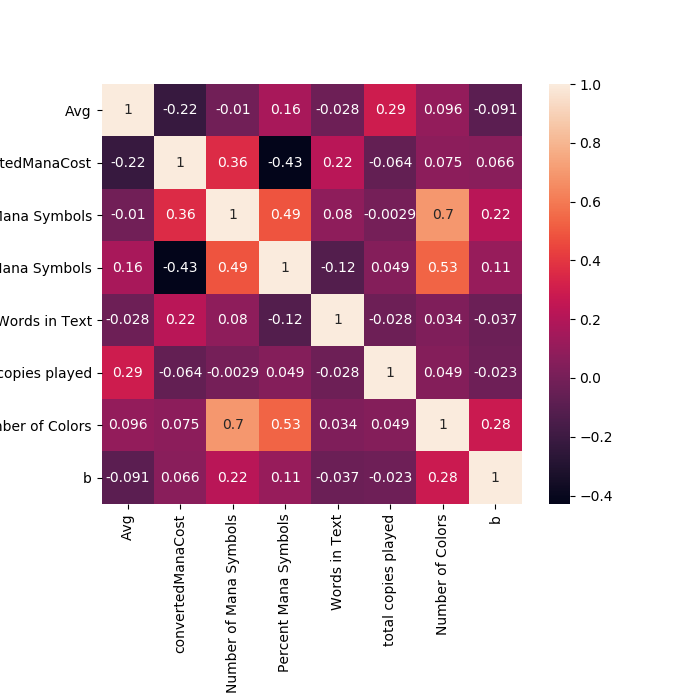 Avg 1 -0.22 -0.01 0.16 -0.028 0.29 0.096 -0.091
tedManaCost -0.22 1 0.36 -0.43 0.22 -0.064 0.075 0.066
Mana Symbols -0.01 0.36 1 0.49 0.08 -0.0029 0.7 0.22
Mana Symbols 0.16 -0.43 0.49 1 -0.12 0.049 0.53 0.11
Words in Text -0.028 0.22 0.08 -0.12 1 -0.028 0.034 -0.037
copies played 0.29 -0.064 -0.0029 0.049 -0.028 1 0.049 -0.023
ber of Colors 0.096 0.075 0.7 0.53 0.034 0.049 1 0.28
b -0.091 0.066 0.22 0.11 -0.037 -0.023 0.28 1
Avg
convertedManaCost
Number of Mana Symbols
Percent Mana Symbols
Words in Text
total copies played
Number of Colors
b
1.0
0.8
0.6
0.4
0.2
0.0
−0.2
−0.4